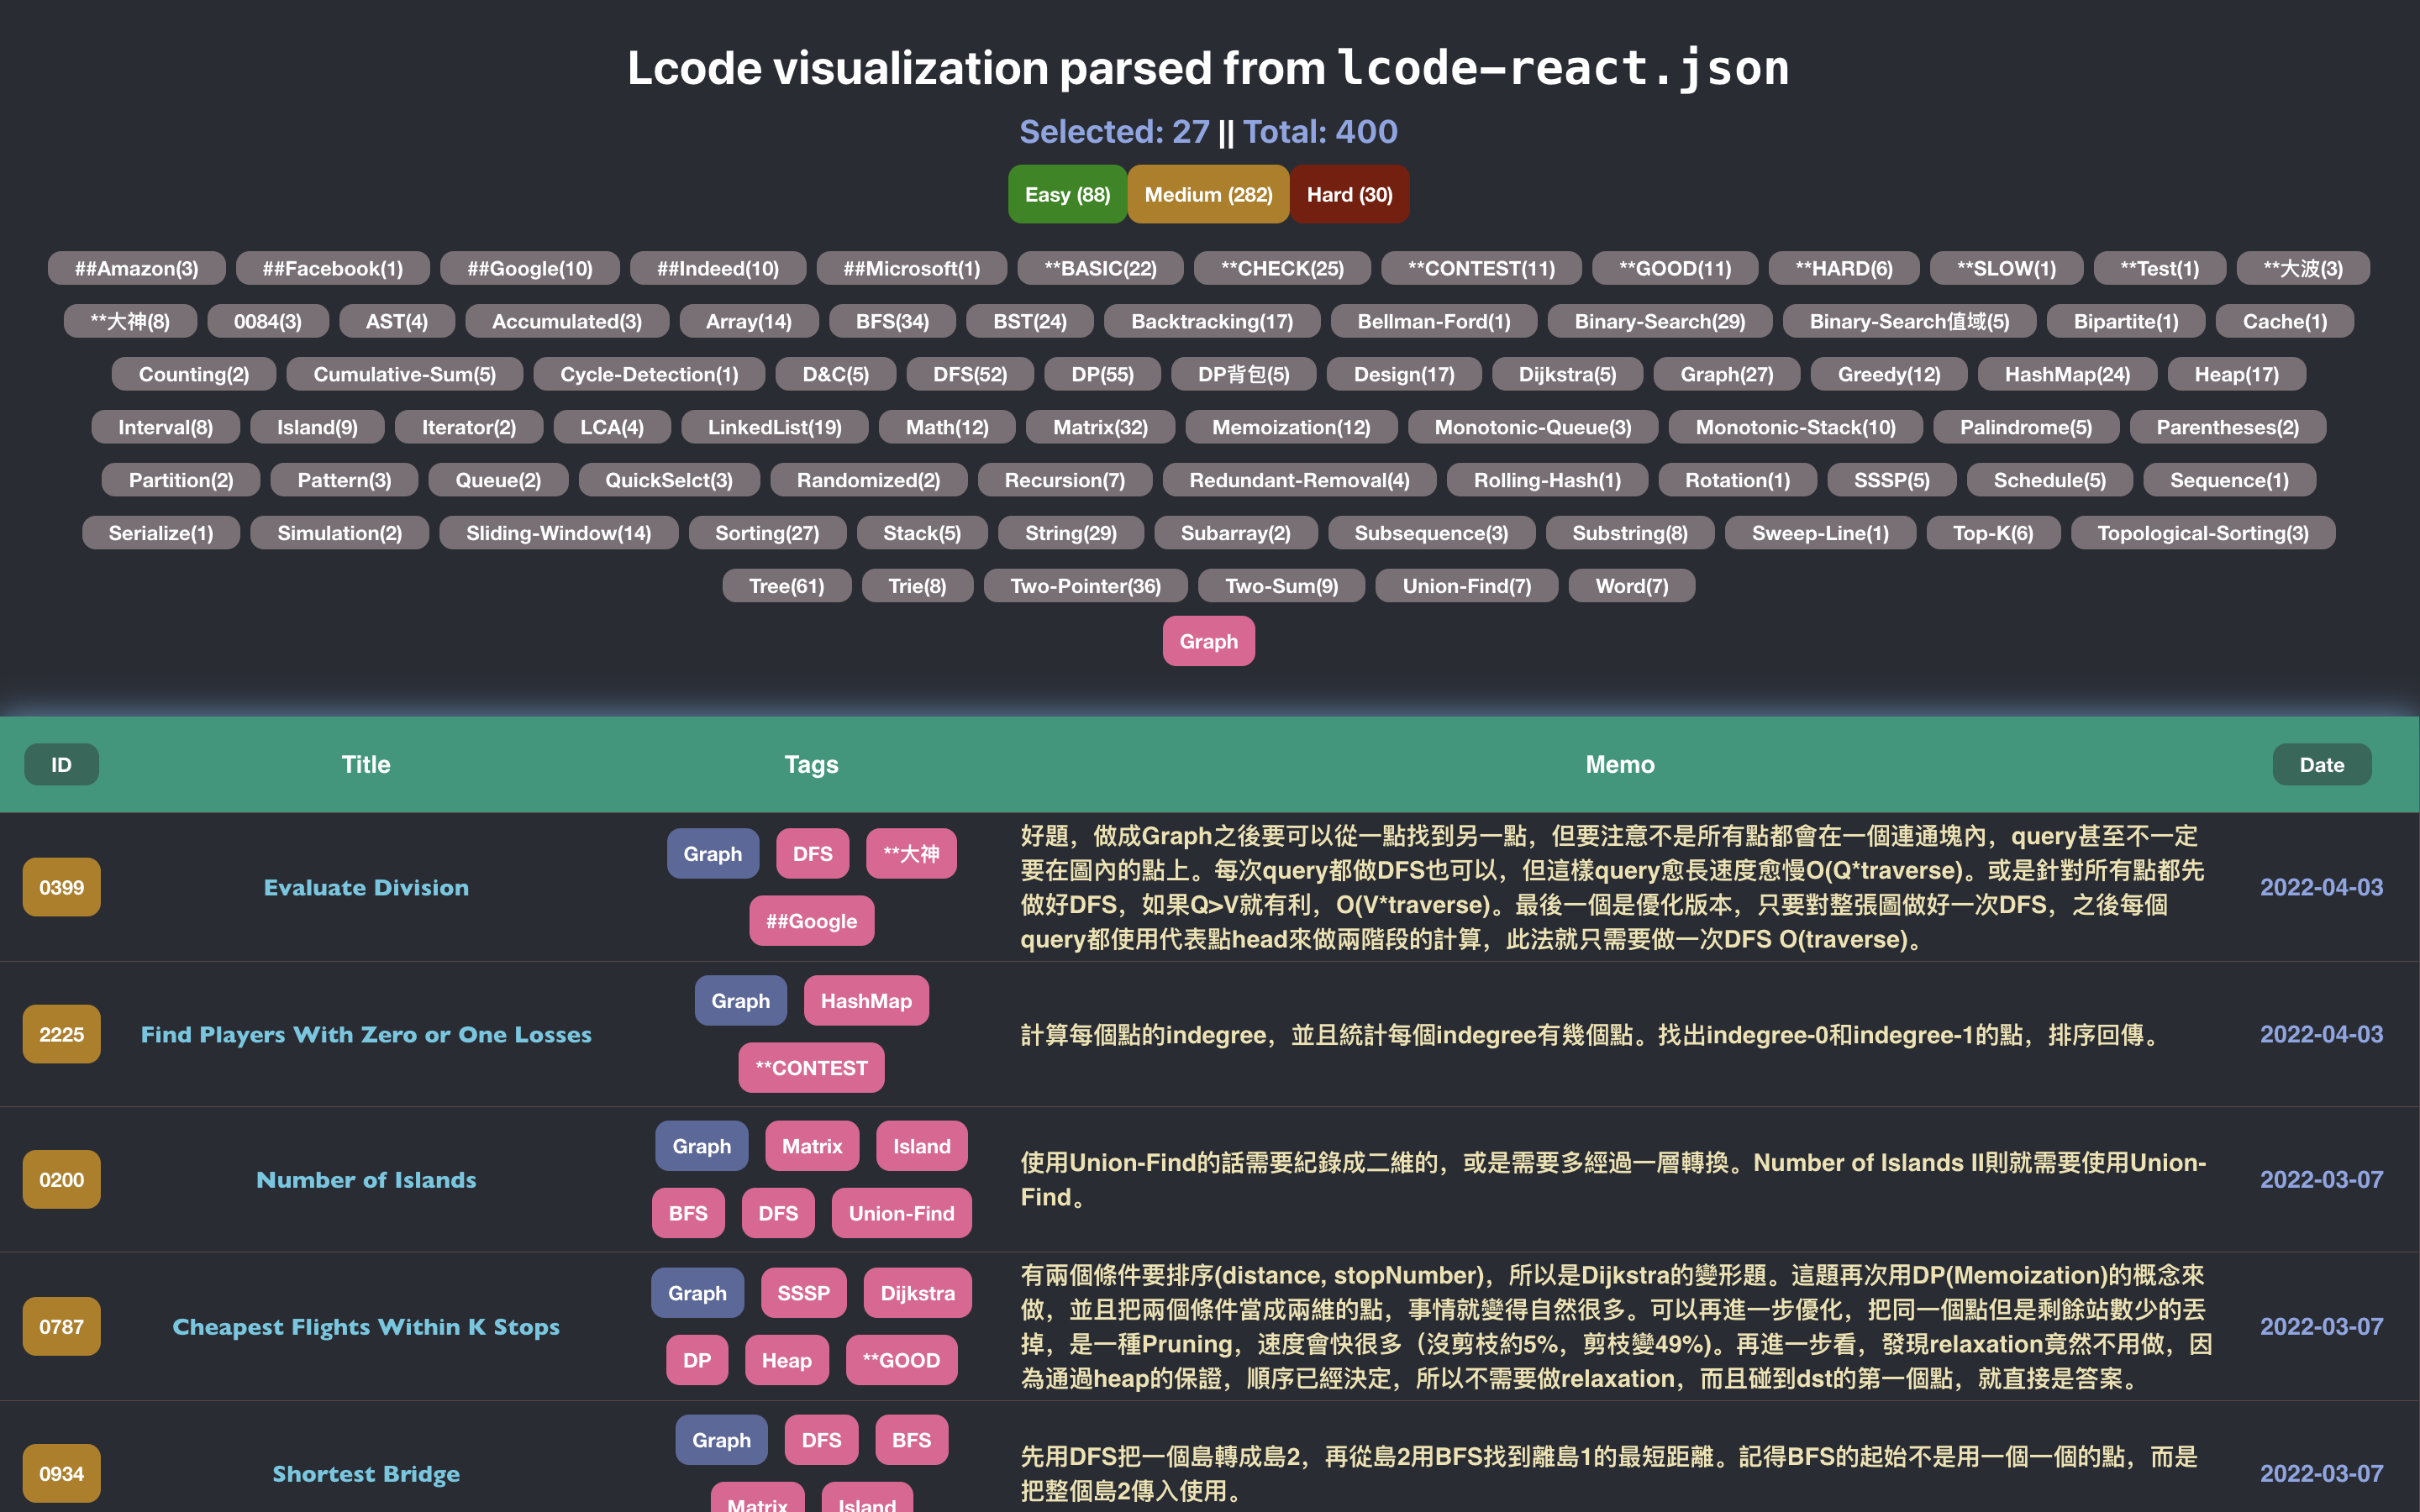 Lcode visualization parsed from lcode-react.json
Selected: 27 || Total: 400
Easy (88) Medium (282) Hard (30)
##Amazon(3) ##Facebook(1) ##Google(10) ##Indeed(10) ##Microsoft(1) **BASIC(22) **CHECK(25) **CONTEST(11) **GOOD(11) **HARD(6) **SLOW(1) **Test(1) **大波(3)
**大神(8) 0084(3) AST(4) Accumulated(3) Array(14) BFS(34) BST(24) Backtracking(17) Bellman-Ford(1) Binary-Search(29) Binary-Search值域(5) Bipartite(1) Cache(1)
Counting(2) Cumulative-Sum(5) Cycle-Detection(1) D&C(5) DFS(52) DP(55) DP背包(5) Design(17) Dijkstra(5) Graph(27) Greedy(12) HashMap(24) Heap(17)
Interval(8) Island(9) Iterator(2) LCA(4) LinkedList(19) Math(12) Matrix(32) Memoization(12) Monotonic-Queue(3) Monotonic-Stack(10) Palindrome(5) Parentheses(2)
Partition(2) Pattern(3) Queue(2) QuickSelct(3) Randomized(2) Recursion(7) Redundant-Removal(4) Rolling-Hash(1) Rotation(1) SSSP(5) Schedule(5) Sequence(1)
Serialize(1) Simulation(2) Sliding-Window(14) Sorting(27) Stack(5) String(29) Subarray(2) Subsequence(3) Substring(8) Sweep-Line(1) Top-K(6) Topological-Sorting(3)
Tree(61) Trie(8) Two-Pointer(36) Two-Sum(9) Union-Find(7) Word(7)
Graph
ID Title Tags Memo Date
0399 Evaluate Division
Graph DFS **大神
##Google
好題，做成Graph之後要可以從一點找到另一點，但要注意不是所有點都會在一個連通塊內，query甚至不一定
要在圖內的點上。每次query都做DFS也可以，但這樣query愈長速度愈慢O(Q*traverse)。或是針對所有點都先
做好DFS，如果Q>V就有利，O(V*traverse)。最後一個是優化版本，只要對整張圖做好一次DFS，之後每個
query都使用代表點head來做兩階段的計算，此法就只需要做一次DFS O(traverse)。
2022-04-03
2225 Find Players With Zero or One Losses
Graph HashMap
**CONTEST
計算每個點的indegree，並且統計每個indegree有幾個點。找出indegree-0和indegree-1的點，排序回傳。
2022-04-03
0200 Number of Islands
Graph Matrix Island
BFS DFS Union-Find
使用Union-Find的話需要紀錄成二維的，或是需要多經過一層轉換。Number of Islands II則就需要使用Union-
Find。
2022-03-07
0787 Cheapest Flights Within K Stops
Graph SSSP Dijkstra
DP Heap **GOOD
有兩個條件要排序(distance, stopNumber)，所以是Dijkstra的變形題。這題再次用DP(Memoization)的概念來
做，並且把兩個條件當成兩維的點，事情就變得自然很多。可以再進一步優化，把同一個點但是剩餘站數少的丟
掉，是一種Pruning，速度會快很多（沒剪枝約5%，剪枝變49%)。再進一步看，發現relaxation竟然不用做，因
為通過heap的保證，順序已經決定，所以不需要做relaxation，而且碰到dst的第一個點，就直接是答案。
2022-03-07
0934 Shortest Bridge
Graph DFS BFS
Matrix Island
先用DFS把一個島轉成島2，再從島2用BFS找到離島1的最短距離。記得BFS的起始不是用一個一個的點，而是
把整個島2傳入使用。
2022-03-07